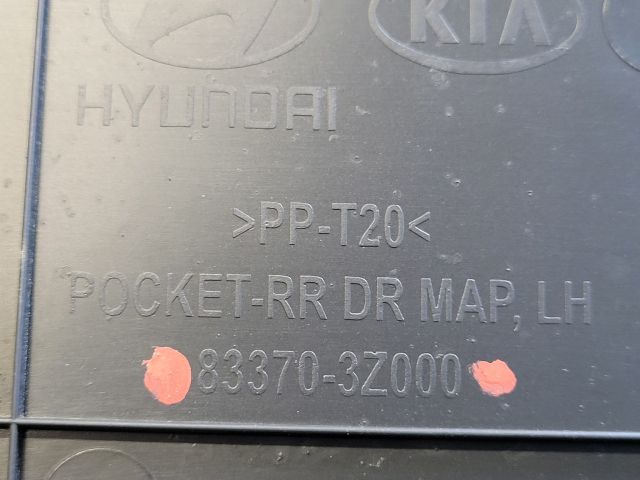 KIA
HYUNDAI
>PP-T20<
POCKET-RR DR MAP, LH
83370-3Z000